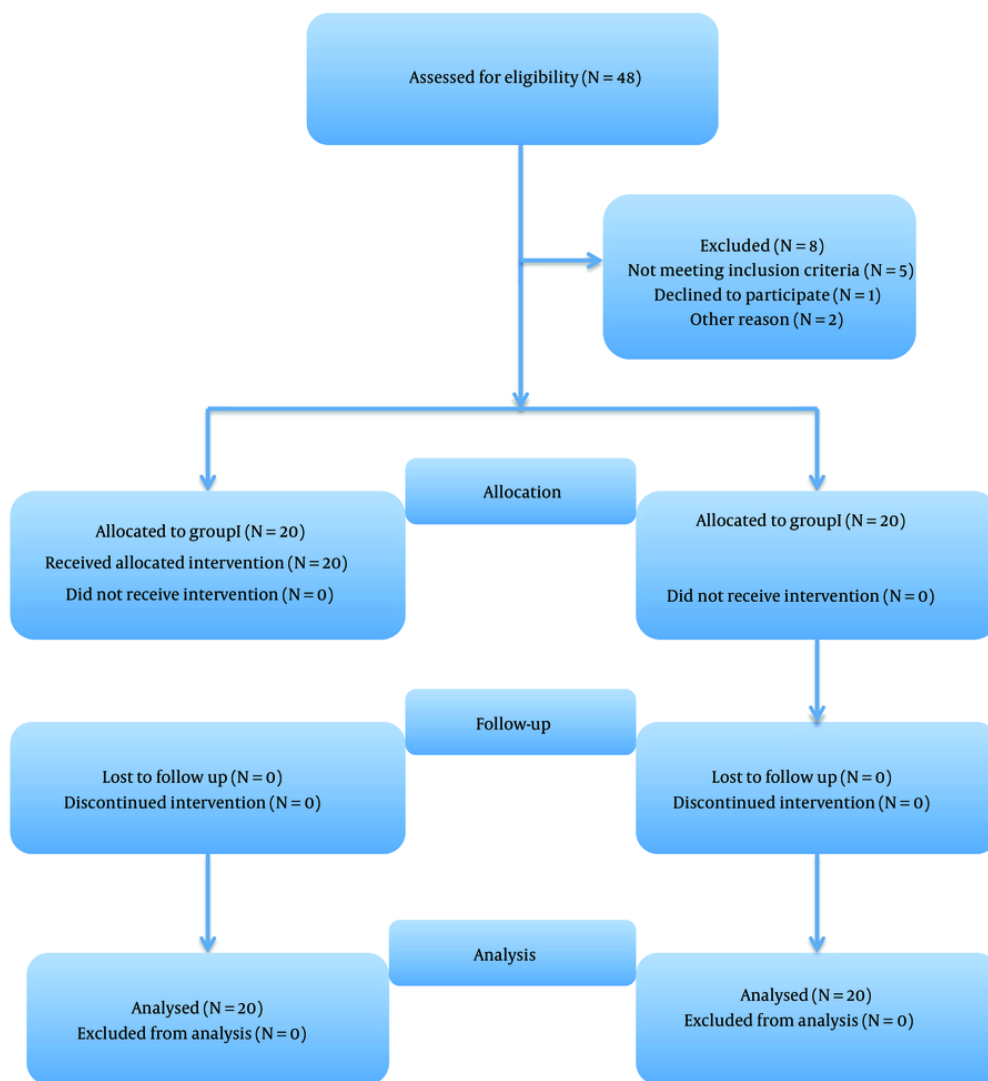 Assessed for eligibility (N = 48)
Excluded (N = 8)
Not meeting inclusion criteria (N = 5)
Declined to participate (N = 1)
Other reason (N = 2)
Allocation
Allocated to groupI (N = 20)
Received allocated intervention (N = 20)
Did not receive intervention (N = 0)
Allocated to groupI (N = 20)
Did not receive intervention (N = 0)
Follow-up
Lost to follow up (N = 0)
Discontinued intervention (N = 0)
Lost to follow up (N = 0)
Discontinued intervention (N = 0)
Analysis
Analysed (N = 20)
Excluded from analysis (N = 0)
Analysed (N = 20)
Excluded from analysis (N = 0)